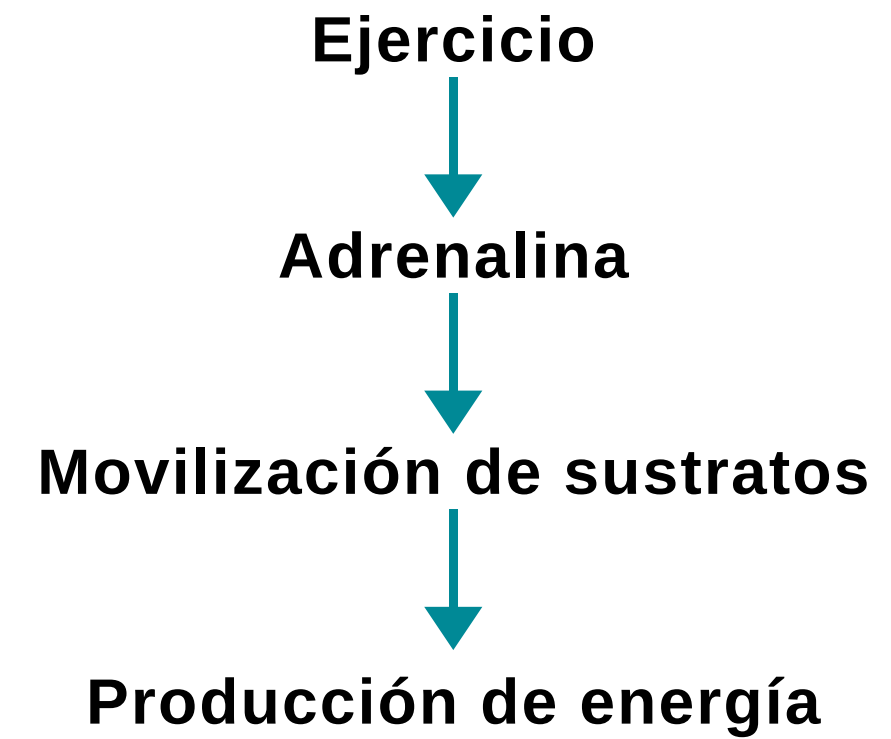 Ejercicio
Adrenalina
Movilización de sustratos
Producción de energía